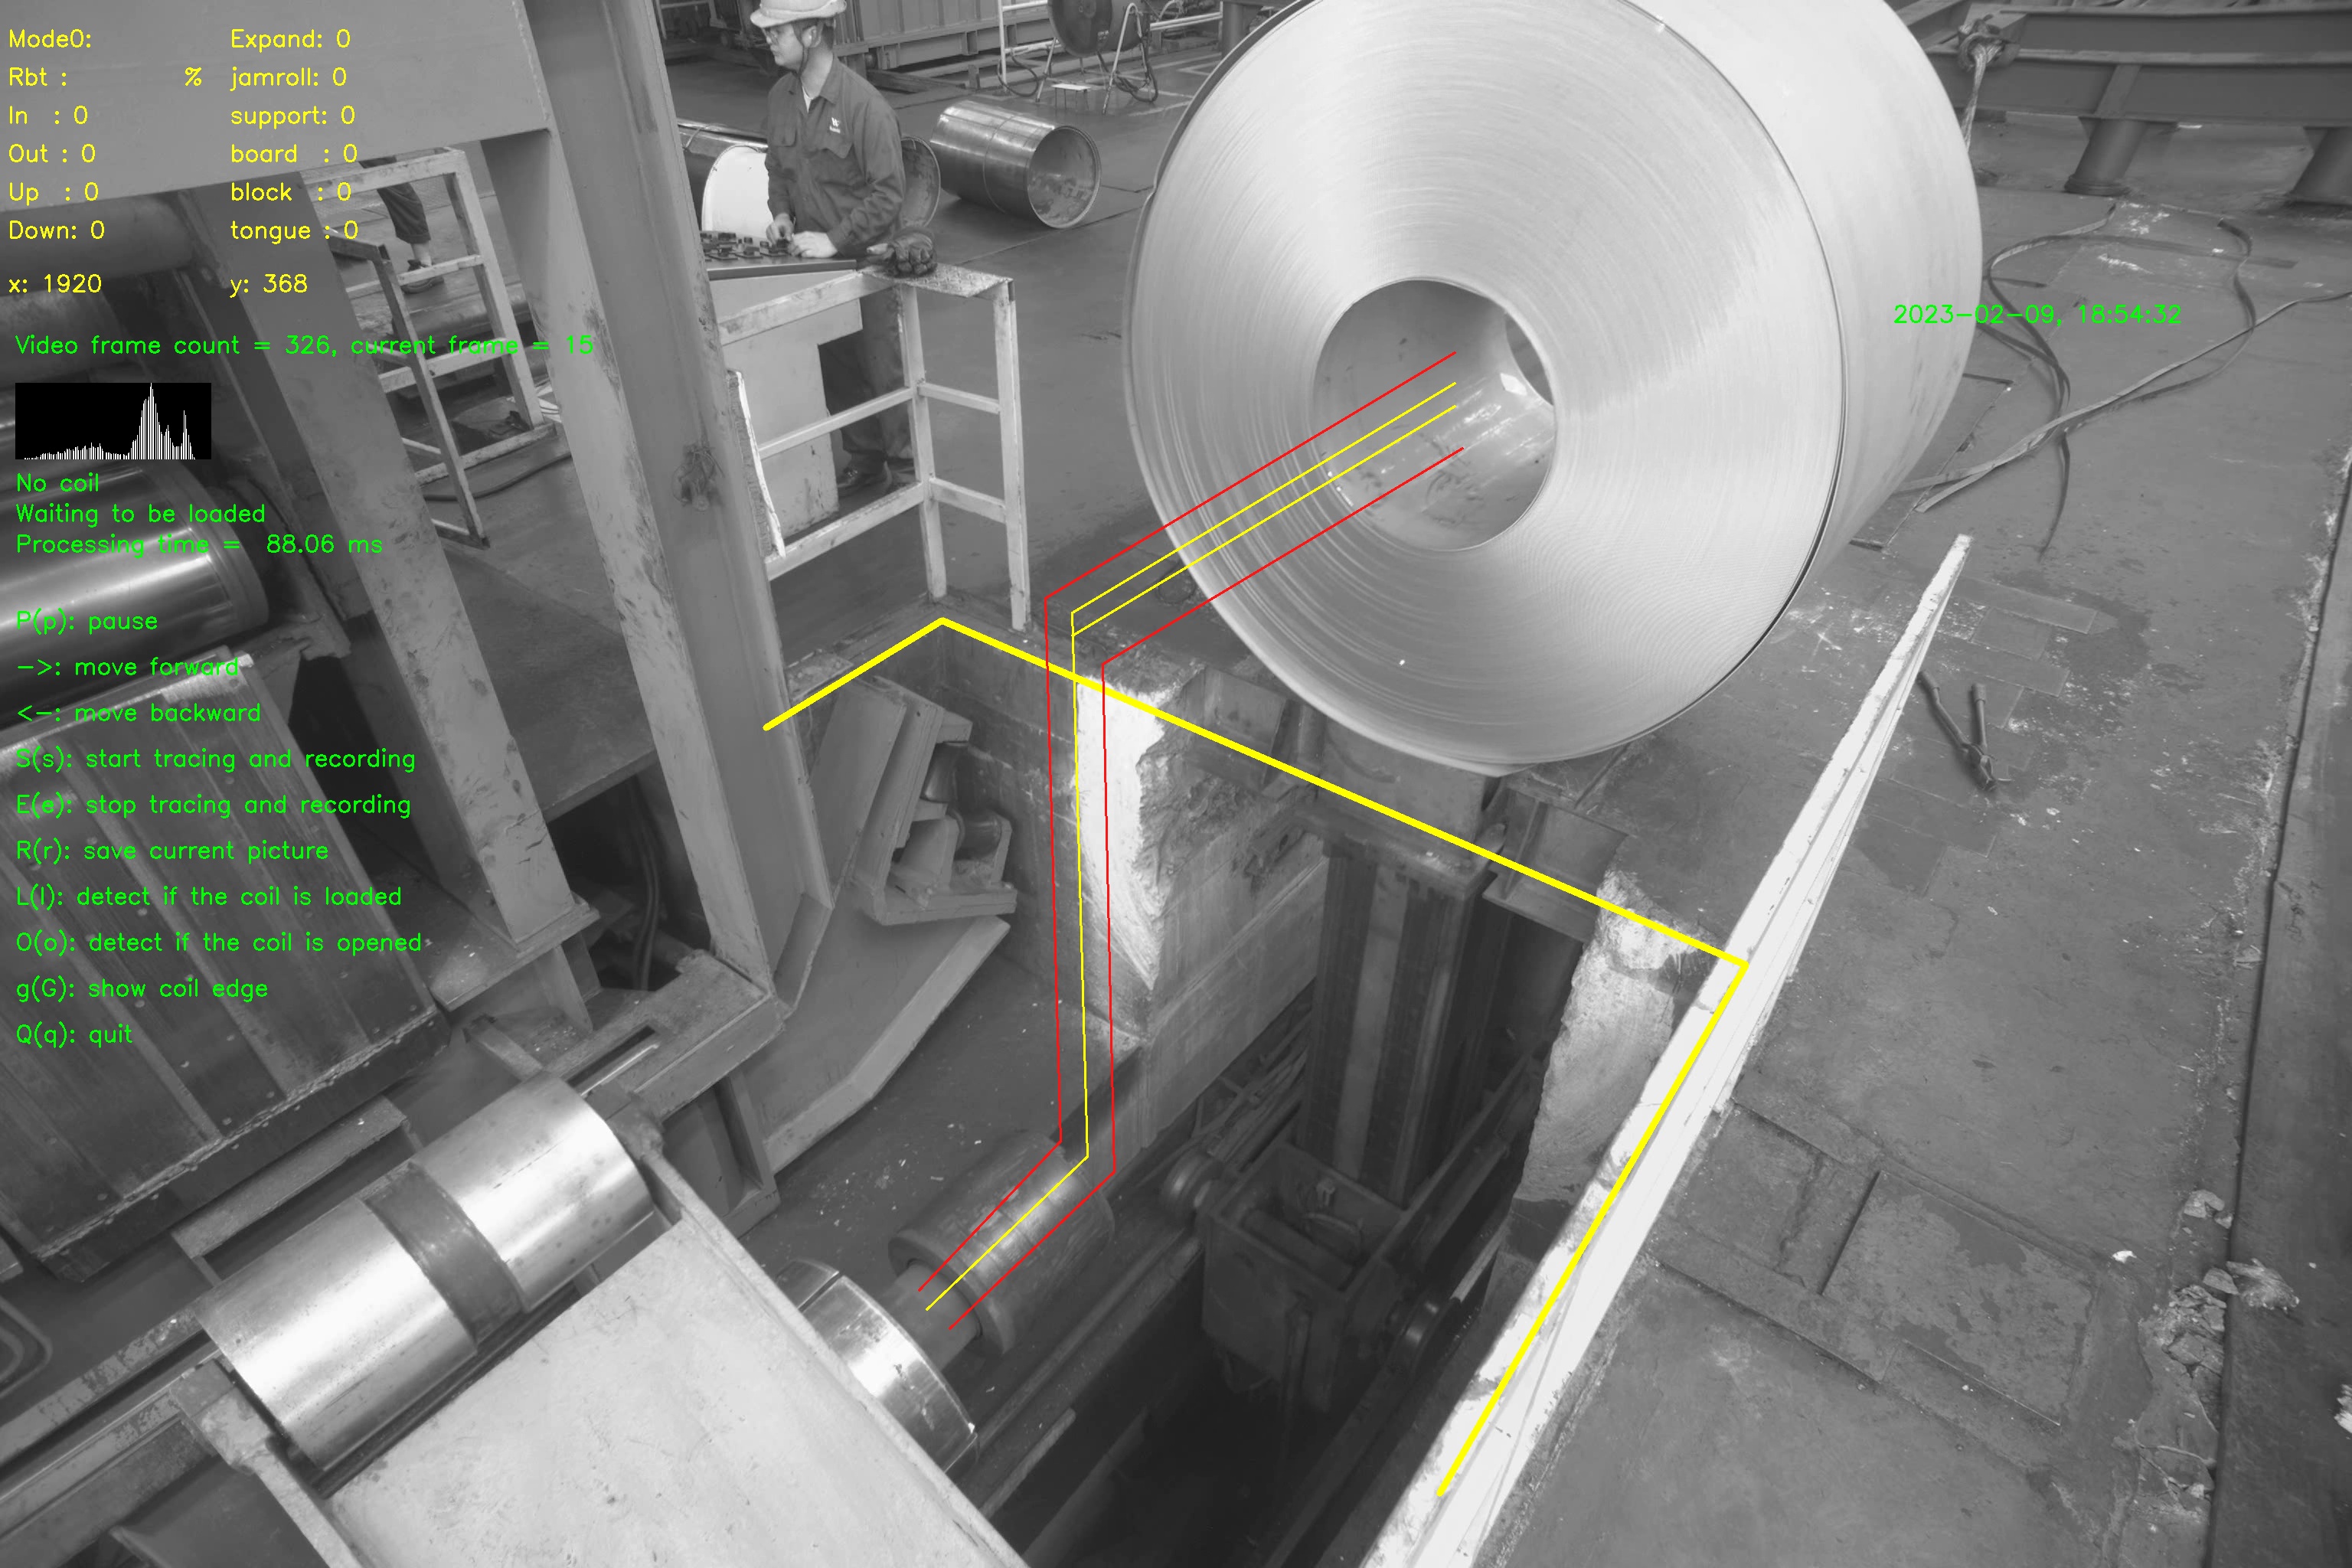 Mode0: Expand: 0
Rbt : % jamroll: 0
In : 0 support: 0
Out : 0 board : 0
Up : 0 block : 0
Down: 0 tongue : 0
x: 1920 y: 368
2023-02-09, 18:54:32
Video frame count = 326, current frame = 15
No coil
Waiting to be loaded
Processing time = 88.06 ms
P(p): pause
->: move forward
<-: move backward
S(s): start tracing and recording
E(e): stop tracing and recording
R(r): save current picture
L(l): detect if the coil is loaded
O(o): detect if the coil is opened
g(G): show coil edge
Q(q): quit